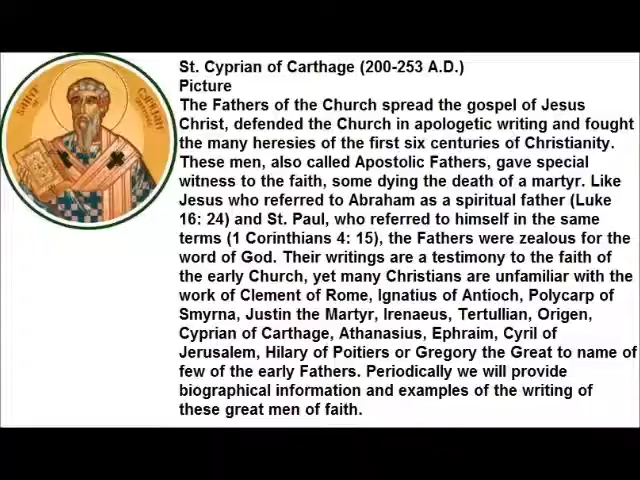 SAINT CYPRIAN
St. Cyprian of Carthage (200-253 A.D.)
Picture
The Fathers of the Church spread the gospel of Jesus
Christ, defended the Church in apologetic writing and fought
the many heresies of the first six centuries of Christianity.
These men, also called Apostolic Fathers, gave special
witness to the faith, some dying the death of a martyr. Like
Jesus who referred to Abraham as a spiritual father (Luke
16: 24) and St. Paul, who referred to himself in the same
terms (1 Corinthians 4: 15), the Fathers were zealous for the
word of God. Their writings are a testimony to the faith of
the early Church, yet many Christians are unfamiliar with the
work of Clement of Rome, Ignatius of Antioch, Polycarp of
Smyrna, Justin the Martyr, Irenaeus, Tertullian, Origen,
Cyprian of Carthage, Athanasius, Ephraim, Cyril of
Jerusalem, Hilary of Poitiers or Gregory the Great to name of
few of the early Fathers. Periodically we will provide
biographical information and examples of the writing of
these great men of faith.